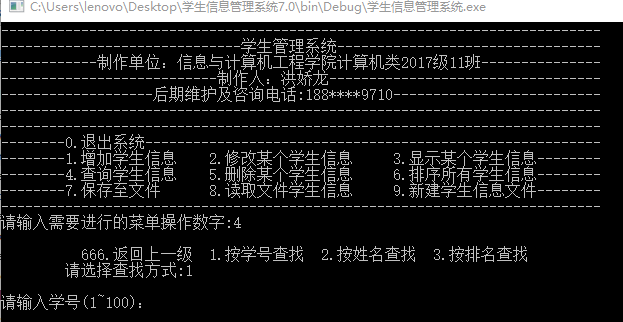 C:\Users\lenovo\Desktop\学生信息管理系统7.0\bin\Debug\学生信息管理系统.exe
---------------------------------------------------------------------------
------------------------------学生管理系统---------------------------------
------------制作单位: 信息与计算机工程学院计算机类2017级11班---------------
---------------------------制作人: 洪娇龙----------------------------------
-------------------后期维护及咨询电话:188****9710--------------------------
---------------------------------------------------------------------------
---------------------------------------------------------------------------
--------0.退出系统---------------------------------------------------------
--------1.增加学生信息    2.修改某个学生信息     3.显示某个学生信息--------
--------4.查询学生信息    5.删除某个学生信息     6.排序所有学生信息--------
--------7.保存至文件      8.读取文件学生信息     9.新建学生信息文件--------
---------------------------------------------------------------------------
请输入需要进行的菜单操作数字:4
666.返回上一级  1.按学号查找  2.按姓名查找  3.按排名查找
请选择查找方式:1
请输入学号(1~100):